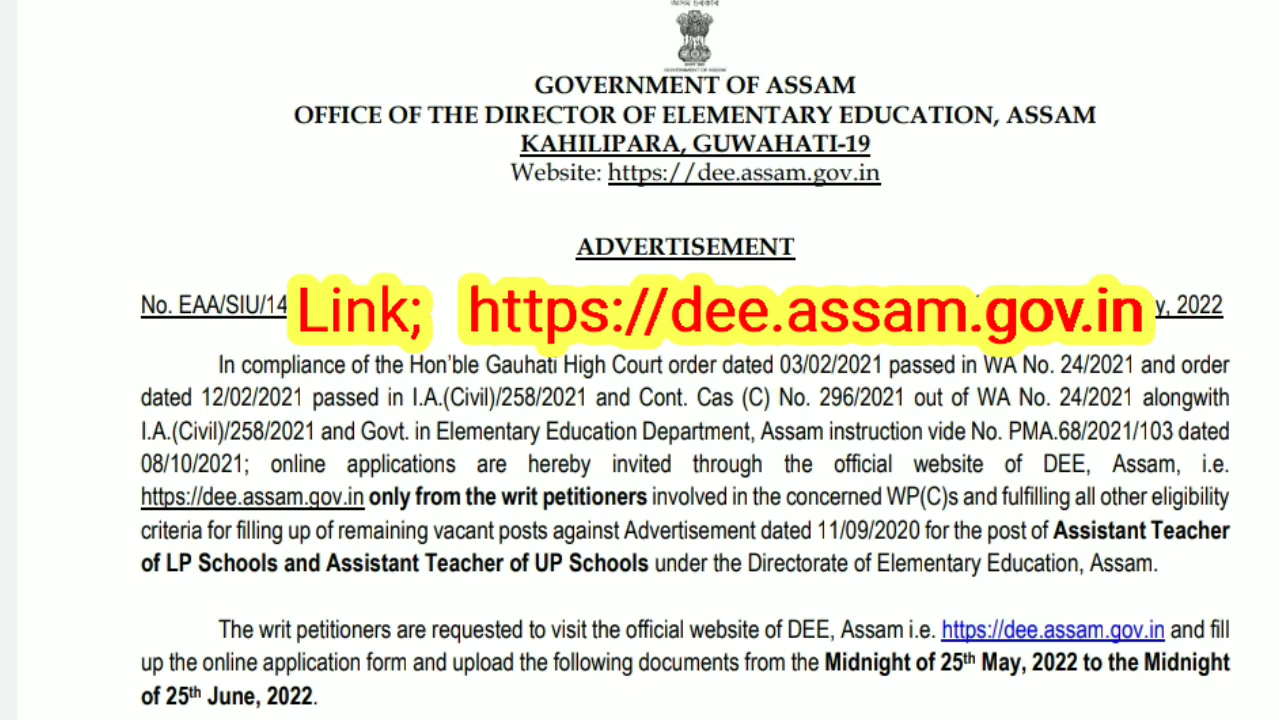 অসম চৰকাৰ
GOVERNMENT OF ASSAM
OFFICE OF THE DIRECTOR OF ELEMENTARY EDUCATION, ASSAM
KAHILIPARA, GUWAHATI-19
Website: https://dee.assam.gov.in
ADVERTISEMENT
No. EAA/SIU/14 Link; https://dee.assam.gov.in y, 2022
In compliance of the Hon'ble Gauhati High Court order dated 03/02/2021 passed in WA No. 24/2021 and order
dated 12/02/2021 passed in I.A.(Civil)/258/2021 and Cont. Cas (C) No. 296/2021 out of WA No. 24/2021 alongwith
I.A.(Civil)/258/2021 and Govt. in Elementary Education Department, Assam instruction vide No. PMA.68/2021/103 dated
08/10/2021; online applications are hereby invited through the official website of DEE, Assam, i.e.
https://dee.assam.gov.in only from the writ petitioners involved in the concerned WP(C)s and fulfilling all other eligibility
criteria for filling up of remaining vacant posts against Advertisement dated 11/09/2020 for the post of Assistant Teacher
of LP Schools and Assistant Teacher of UP Schools under the Directorate of Elementary Education, Assam.
The writ petitioners are requested to visit the official website of DEE, Assam i.e. https://dee.assam.gov.in and fill
up the online application form and upload the following documents from the Midnight of 25th May, 2022 to the Midnight
of 25th June, 2022.